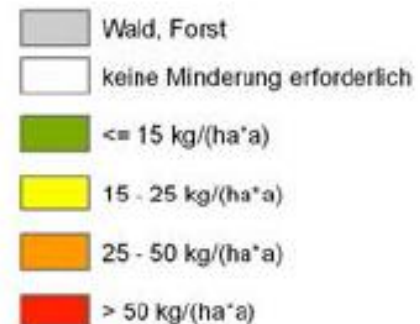 Wald, Forst
keine Minderung erforderlich
<= 15 kg/(ha*a)
15 - 25 kg/(ha*a)
25 - 50 kg/(ha*a)
> 50 kg/(ha*a)